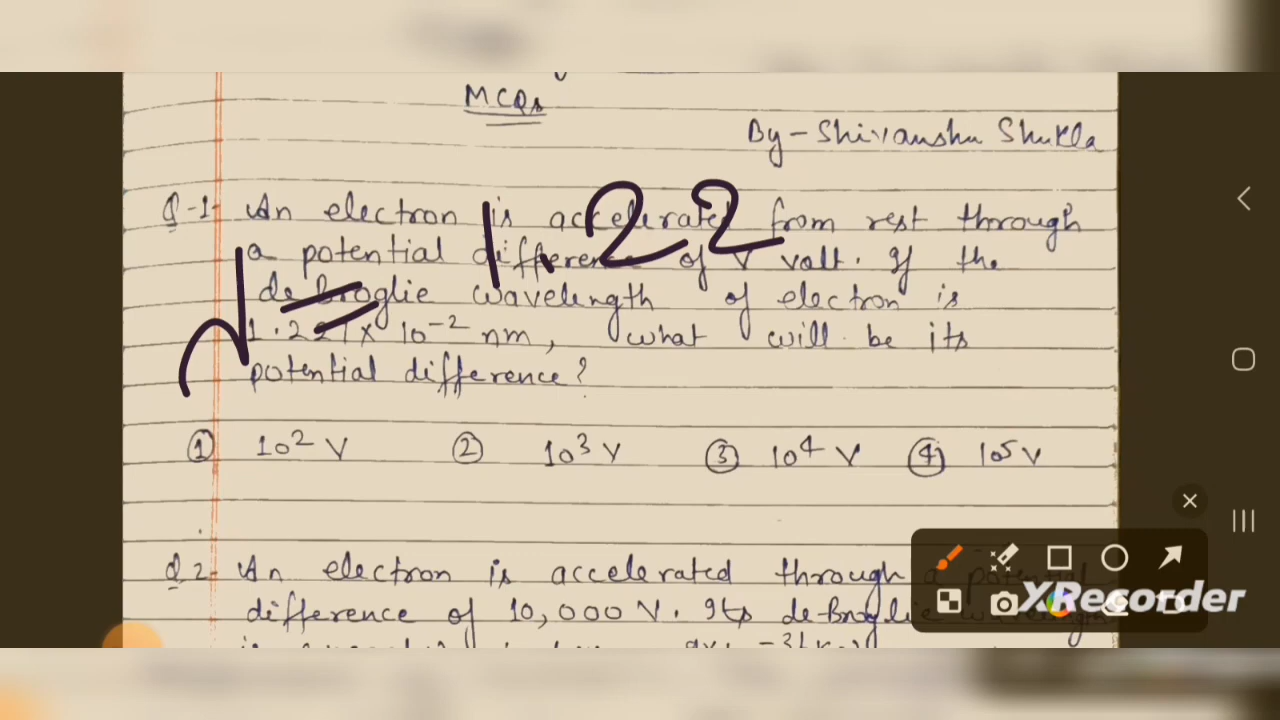 MCQs
By - Shivanshu Shukla
Q-1- An electron is accelerated from rest through
a potential difference of V volt. If the
de broglie wavelength of electron is
1.227 x 10⁻² nm, what will be its
potential difference?
① 10² V ② 10³ V ③ 10⁴ V ④ 10⁵ V
Q2- An electron is accelerated through a potential
difference of 10,000 V. Its de-Broglie wavelength
1.22
XRecorder